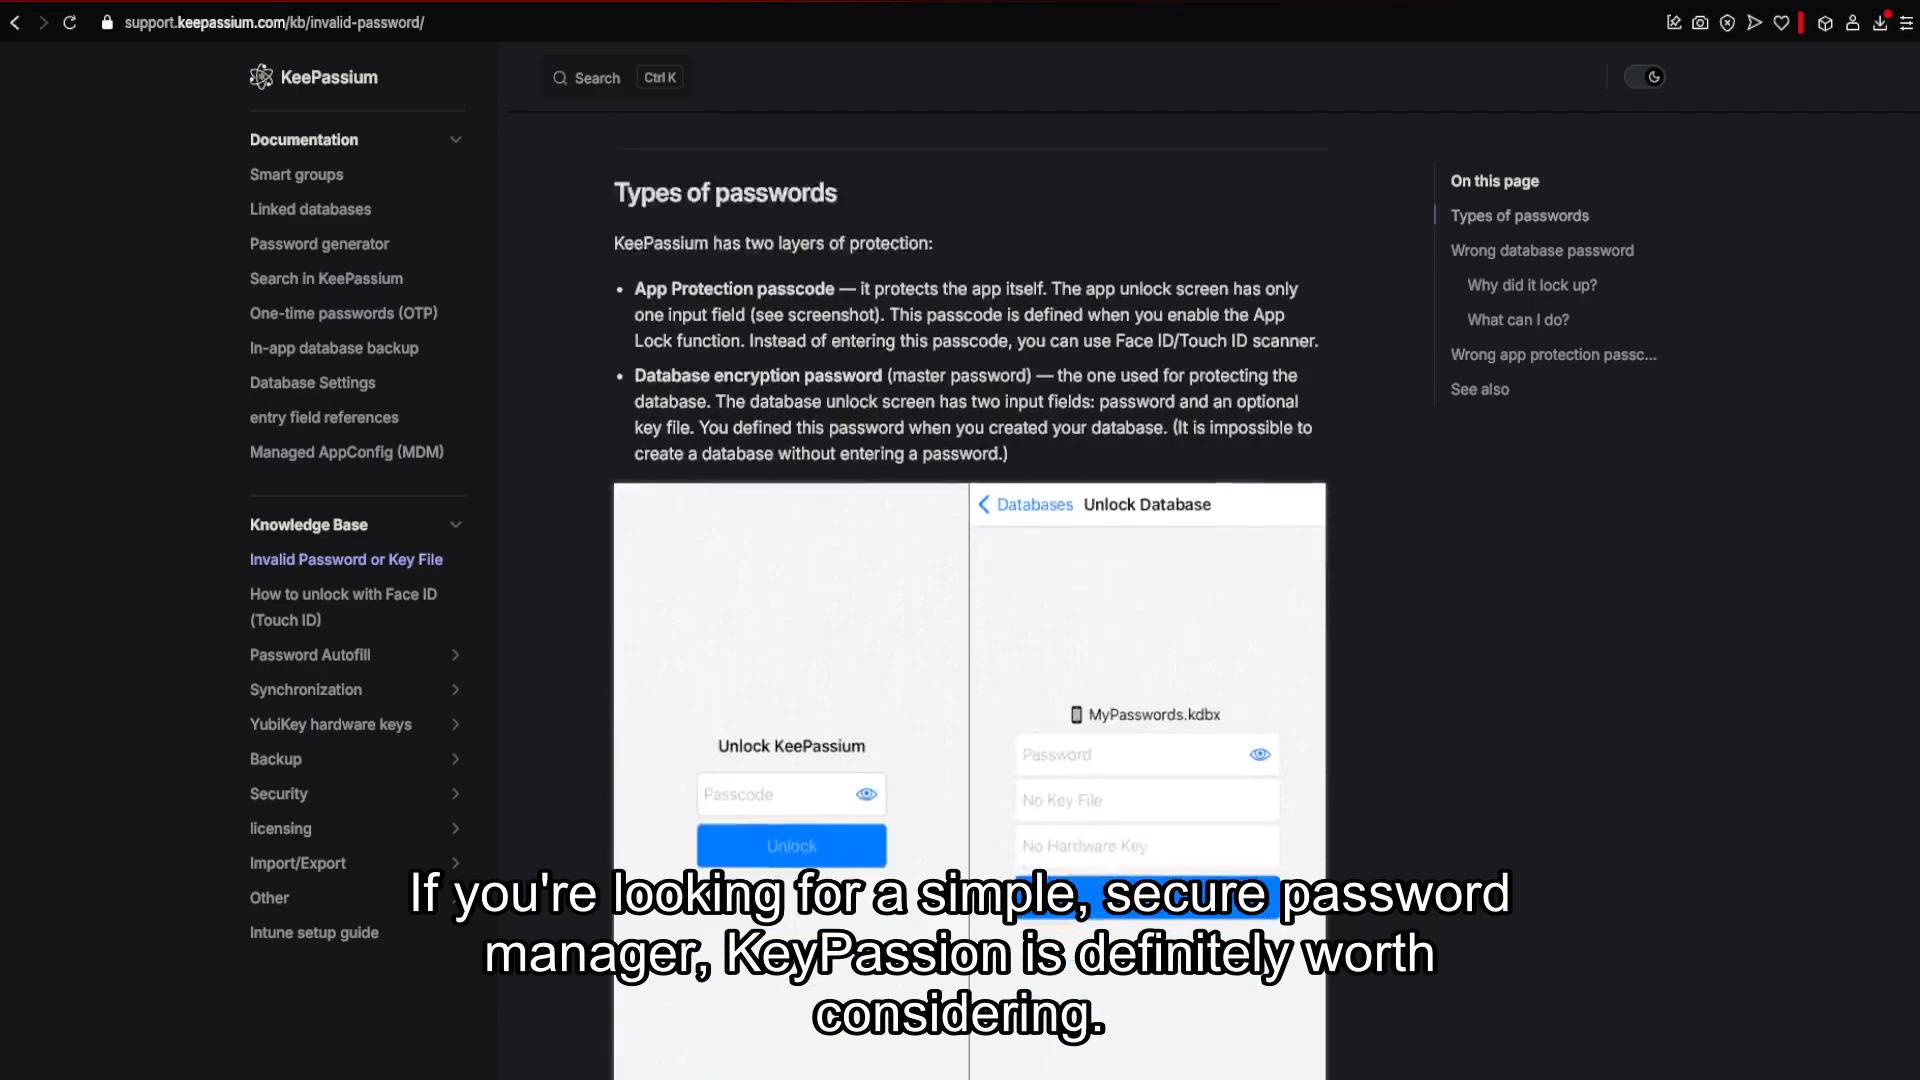 support.keepassium.com/kb/invalid-password/
KeePassium
Search Ctrl K
Documentation
Smart groups
Linked databases
Password generator
Search in KeePassium
One-time passwords (OTP)
In-app database backup
Database Settings
entry field references
Managed AppConfig (MDM)
Knowledge Base
Invalid Password or Key File
How to unlock with Face ID
(Touch ID)
Password Autofill
Synchronization
YubiKey hardware keys
Backup
Security
licensing
Import/Export
Other
Intune setup guide
Types of passwords
KeePassium has two layers of protection:
• App Protection passcode — it protects the app itself. The app unlock screen has only
one input field (see screenshot). This passcode is defined when you enable the App
Lock function. Instead of entering this passcode, you can use Face ID/Touch ID scanner.
• Database encryption password (master password) — the one used for protecting the
database. The database unlock screen has two input fields: password and an optional
key file. You defined this password when you created your database. (It is impossible to
create a database without entering a password.)
Unlock KeePassium
Passcode
Unlock
Databases Unlock Database
MyPasswords.kdbx
Password
No Key File
No Hardware Key
On this page
Types of passwords
Wrong database password
Why did it lock up?
What can I do?
Wrong app protection passc...
See also
If you're looking for a simple, secure password
manager, KeyPassion is definitely worth
considering.